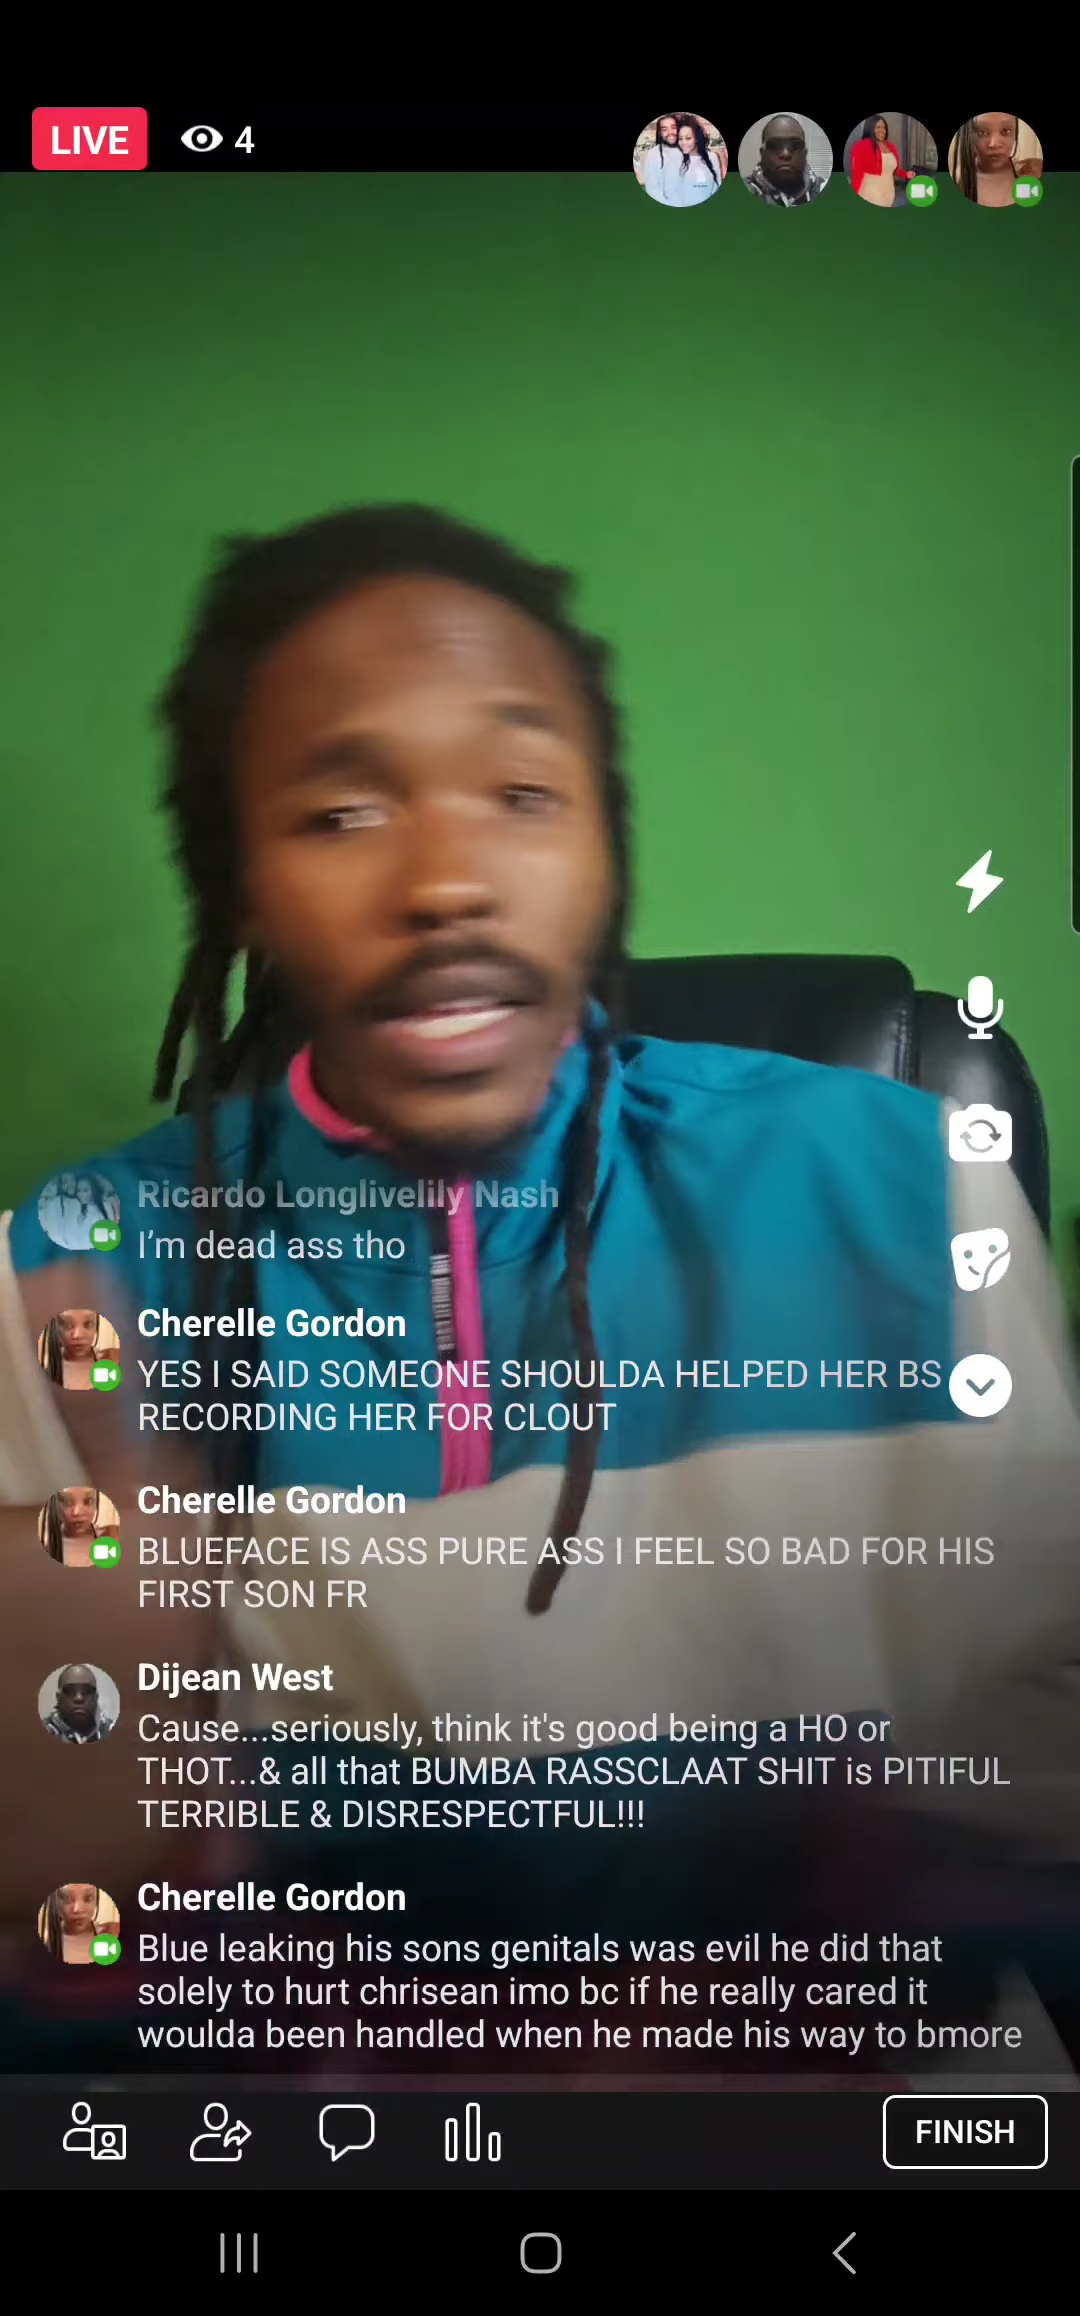 LIVE 4
Ricardo Longlivelily Nash
I'm dead ass tho
Cherelle Gordon
YES I SAID SOMEONE SHOULDA HELPED HER BS
RECORDING HER FOR CLOUT
Cherelle Gordon
BLUEFACE IS ASS PURE ASS I FEEL SO BAD FOR HIS
FIRST SON FR
Dijean West
Cause...seriously, think it's good being a HO or
THOT...& all that BUMBA RASSCLAAT SHIT is PITIFUL
TERRIBLE & DISRESPECTFUL!!!
Cherelle Gordon
Blue leaking his sons genitals was evil he did that
solely to hurt chrisean imo bc if he really cared it
woulda been handled when he made his way to bmore
FINISH